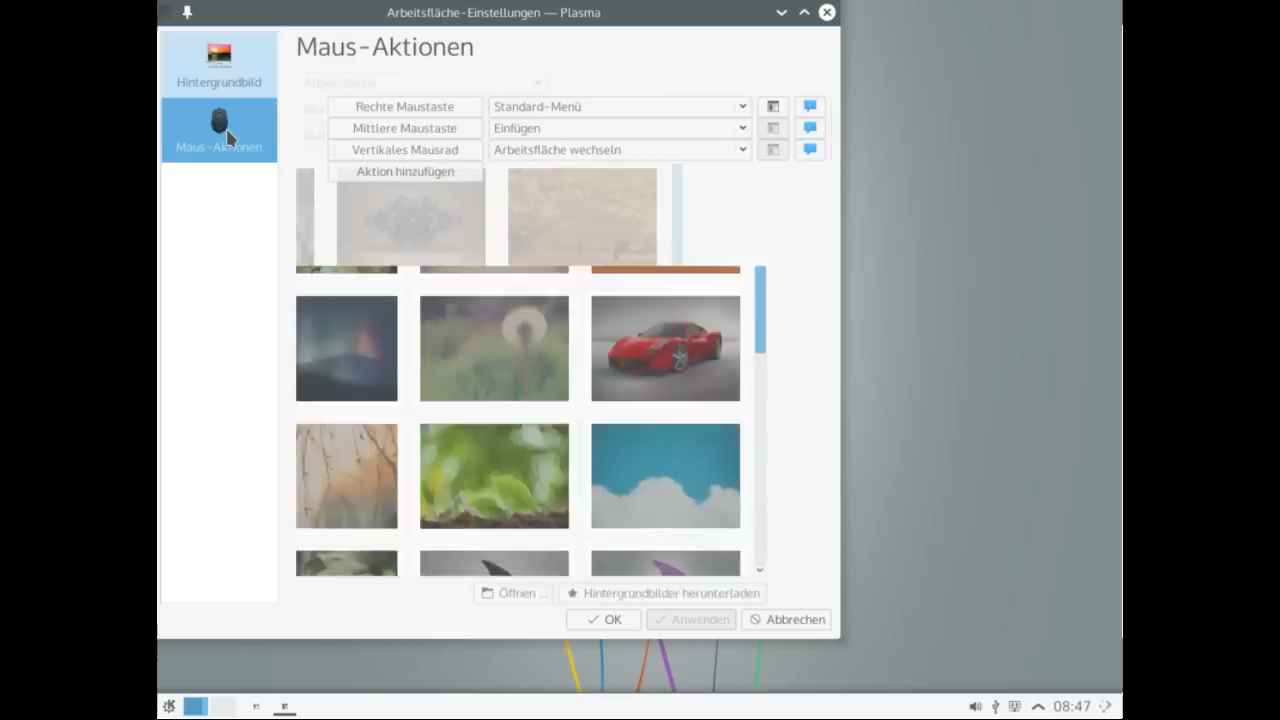 Arbeitsfläche-Einstellungen — Plasma
Hintergrundbild
Maus-Aktionen
Maus-Aktionen
Arbeitsfläche
Rechte Maustaste Standard-Menü
Mittlere Maustaste Einfügen
Vertikales Mausrad Arbeitsfläche wechseln
Aktion hinzufügen
Öffnen ...
Hintergrundbilder herunterladen
OK
Anwenden
Abbrechen
08:47